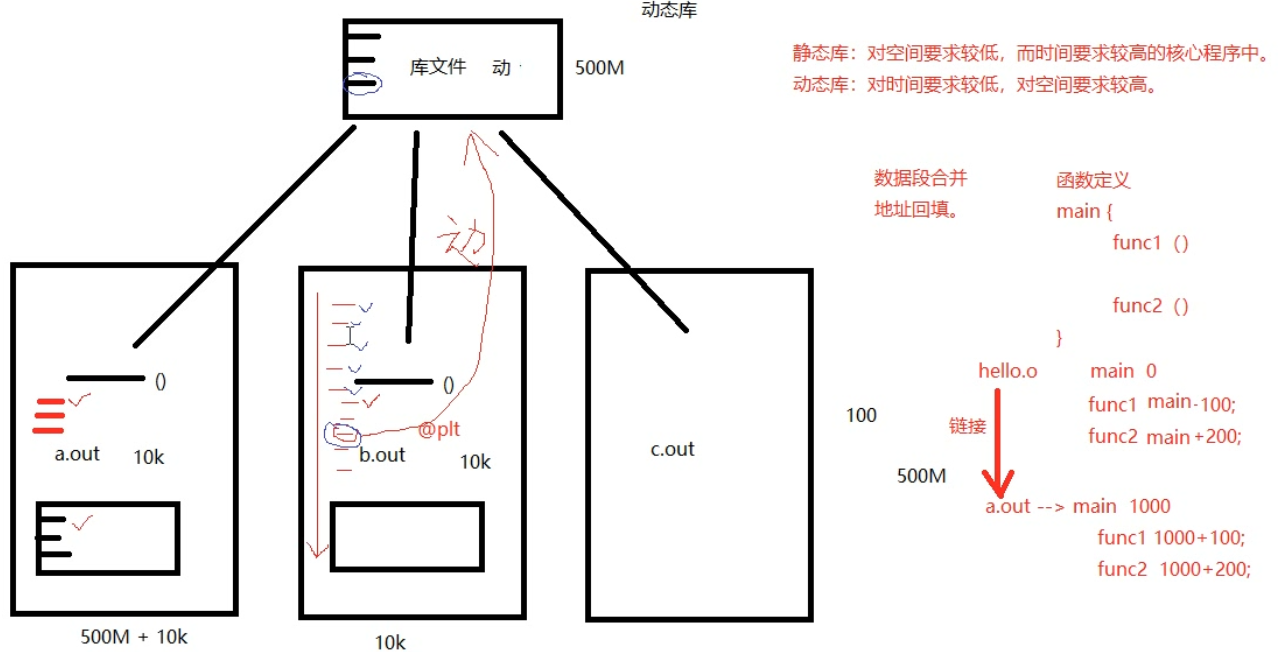 动态库
库文件 动
500M
静态库：对空间要求较低，而时间要求较高的核心程序中。
动态库：对时间要求较低，对空间要求较高。
动
()
a.out 10k
500M + 10k
()
@plt
b.out 10k
10k
c.out
100
500M
数据段合并
地址回填。
函数定义
main {
func1（）
func2（）
}
hello.o main 0
func1 main-100;
func2 main+200;
链接
a.out --> main 1000
func1 1000+100;
func2 1000+200;